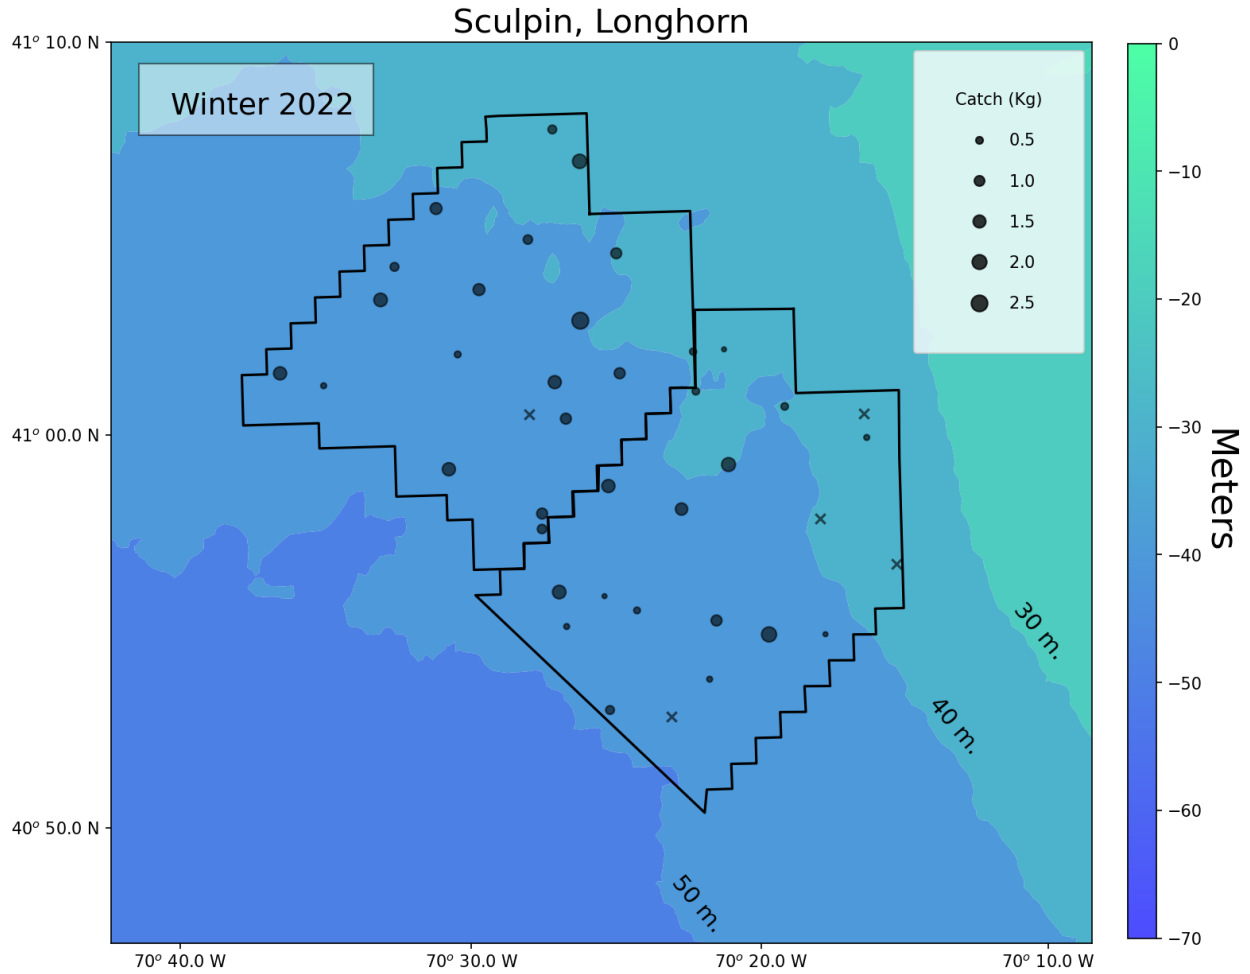 Sculpin, Longhorn
41° 10.0 N
41° 00.0 N
40° 50.0 N
Winter 2022
Catch (Kg)
0.5
1.0
1.5
2.0
2.5
30 m.
40 m.
50 m.
70° 40.0 W
70° 30.0 W
70° 20.0 W
70° 10.0 W
0
−10
−20
−30
−40
−50
−60
−70
Meters